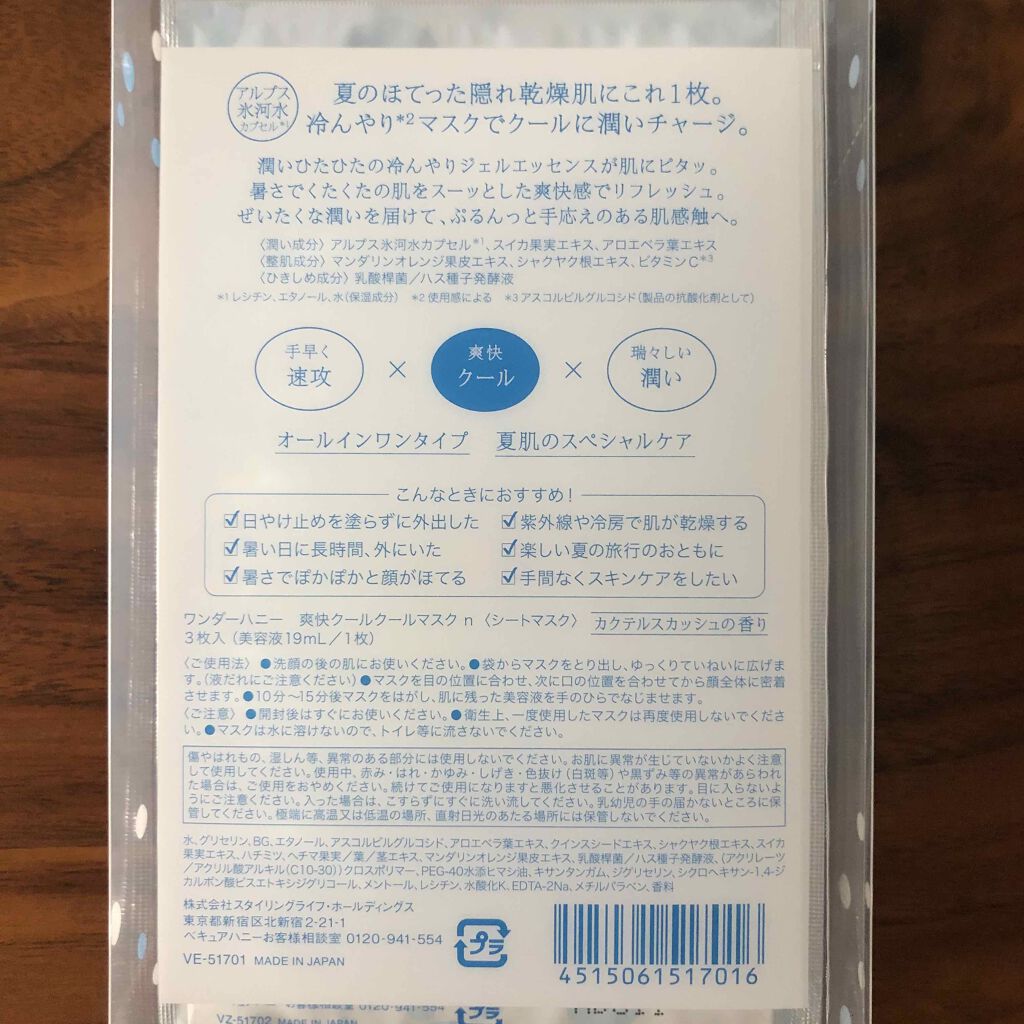 アルプス
氷河水
カプセル*1
夏のほてった隠れ乾燥肌にこれ1枚。
冷んやり*2マスクでクールに潤いチャージ。
潤いひたひたの冷んやりジェルエッセンスが肌にピタッ。
暑さでくたくたの肌をスーッとした爽快感でリフレッシュ。
ぜいたくな潤いを届けて、ぷるんっと手応えのある肌感触へ。
〈潤い成分〉アルプス氷河水カプセル*1、スイカ果実エキス、アロエベラ葉エキス
〈整肌成分〉マンダリンオレンジ果皮エキス、シャクヤク根エキス、ビタミンC*3
〈ひきしめ成分〉乳酸桿菌／ハス種子発酵液
*1 レシチン、エタノール、水(保湿成分) *2 使用感による *3 アスコルビルグルコシド(製品の抗酸化剤として)
手早く
速攻
×
爽快
クール
×
瑞々しい
潤い
オールインワンタイプ 夏肌のスペシャルケア
こんなときにおすすめ！
☑日やけ止めを塗らずに外出した ☑紫外線や冷房で肌が乾燥する
☑暑い日に長時間、外にいた ☑楽しい夏の旅行のおともに
☑暑さでぽかぽかと顔がほてる ☑手間なくスキンケアをしたい
ワンダーハニー 爽快クールクールマスク n 〈シートマスク〉 カクテルスカッシュの香り
3枚入（美容液19mL／1枚）
〈ご使用法〉●洗顔の後の肌にお使いください。●袋からマスクをとり出し、ゆっくりていねいに広げま
す。(液だれにご注意ください)●マスクを目の位置に合わせ、次に口の位置を合わせてから顔全体に密着
させます。●10分〜15分後マスクをはがし、肌に残った美容液を手のひらでなじませます。
〈ご注意〉●開封後はすぐにお使いください。●衛生上、一度使用したマスクは再度使用しないでくださ
い。●マスクは水に溶けないので、トイレ等に流さないでください。
傷やはれもの、湿しん等、異常のある部分には使用しないでください。お肌に異常が生じていないかよく注意
して使用してください。使用中、赤み・はれ・かゆみ・しげき・色抜け(白斑等)や黒ずみ等の異常があらわれ
た場合は、ご使用をおやめください。続けてご使用になりますと悪化させることがあります。目に入らないよ
うにご注意ください。入った場合は、こすらずにすぐに洗い流してください。乳幼児の手の届かないところに保
管してください。極端に高温又は低温の場所、直射日光のあたる場所には保管しないでください。
水、グリセリン、BG、エタノール、アスコルビルグルコシド、アロエベラ葉エキス、クインスシードエキス、シャクヤク根エキス、スイカ
果実エキス、ハチミツ、ヘチマ果実／葉／茎エキス、マンダリンオレンジ果皮エキス、乳酸桿菌／ハス種子発酵液、(アクリレーツ
／アクリル酸アルキル(C10-30))クロスポリマー、PEG-40水添ヒマシ油、キサンタンガム、ジグリセリン、シクロヘキサン-1,4-ジ
カルボン酸ビスエトキシジグリコール、メントール、レシチン、水酸化K、EDTA-2Na、メチルパラベン、香料
株式会社スタイリングライフ・ホールディングス
東京都新宿区北新宿2-21-1
ベキュアハニーお客様相談室 0120-941-554
VE-51701 MADE IN JAPAN
プラ
4515061517016
お客様相談室 0120-941-554
VZ-51702 MADE IN JAPAN